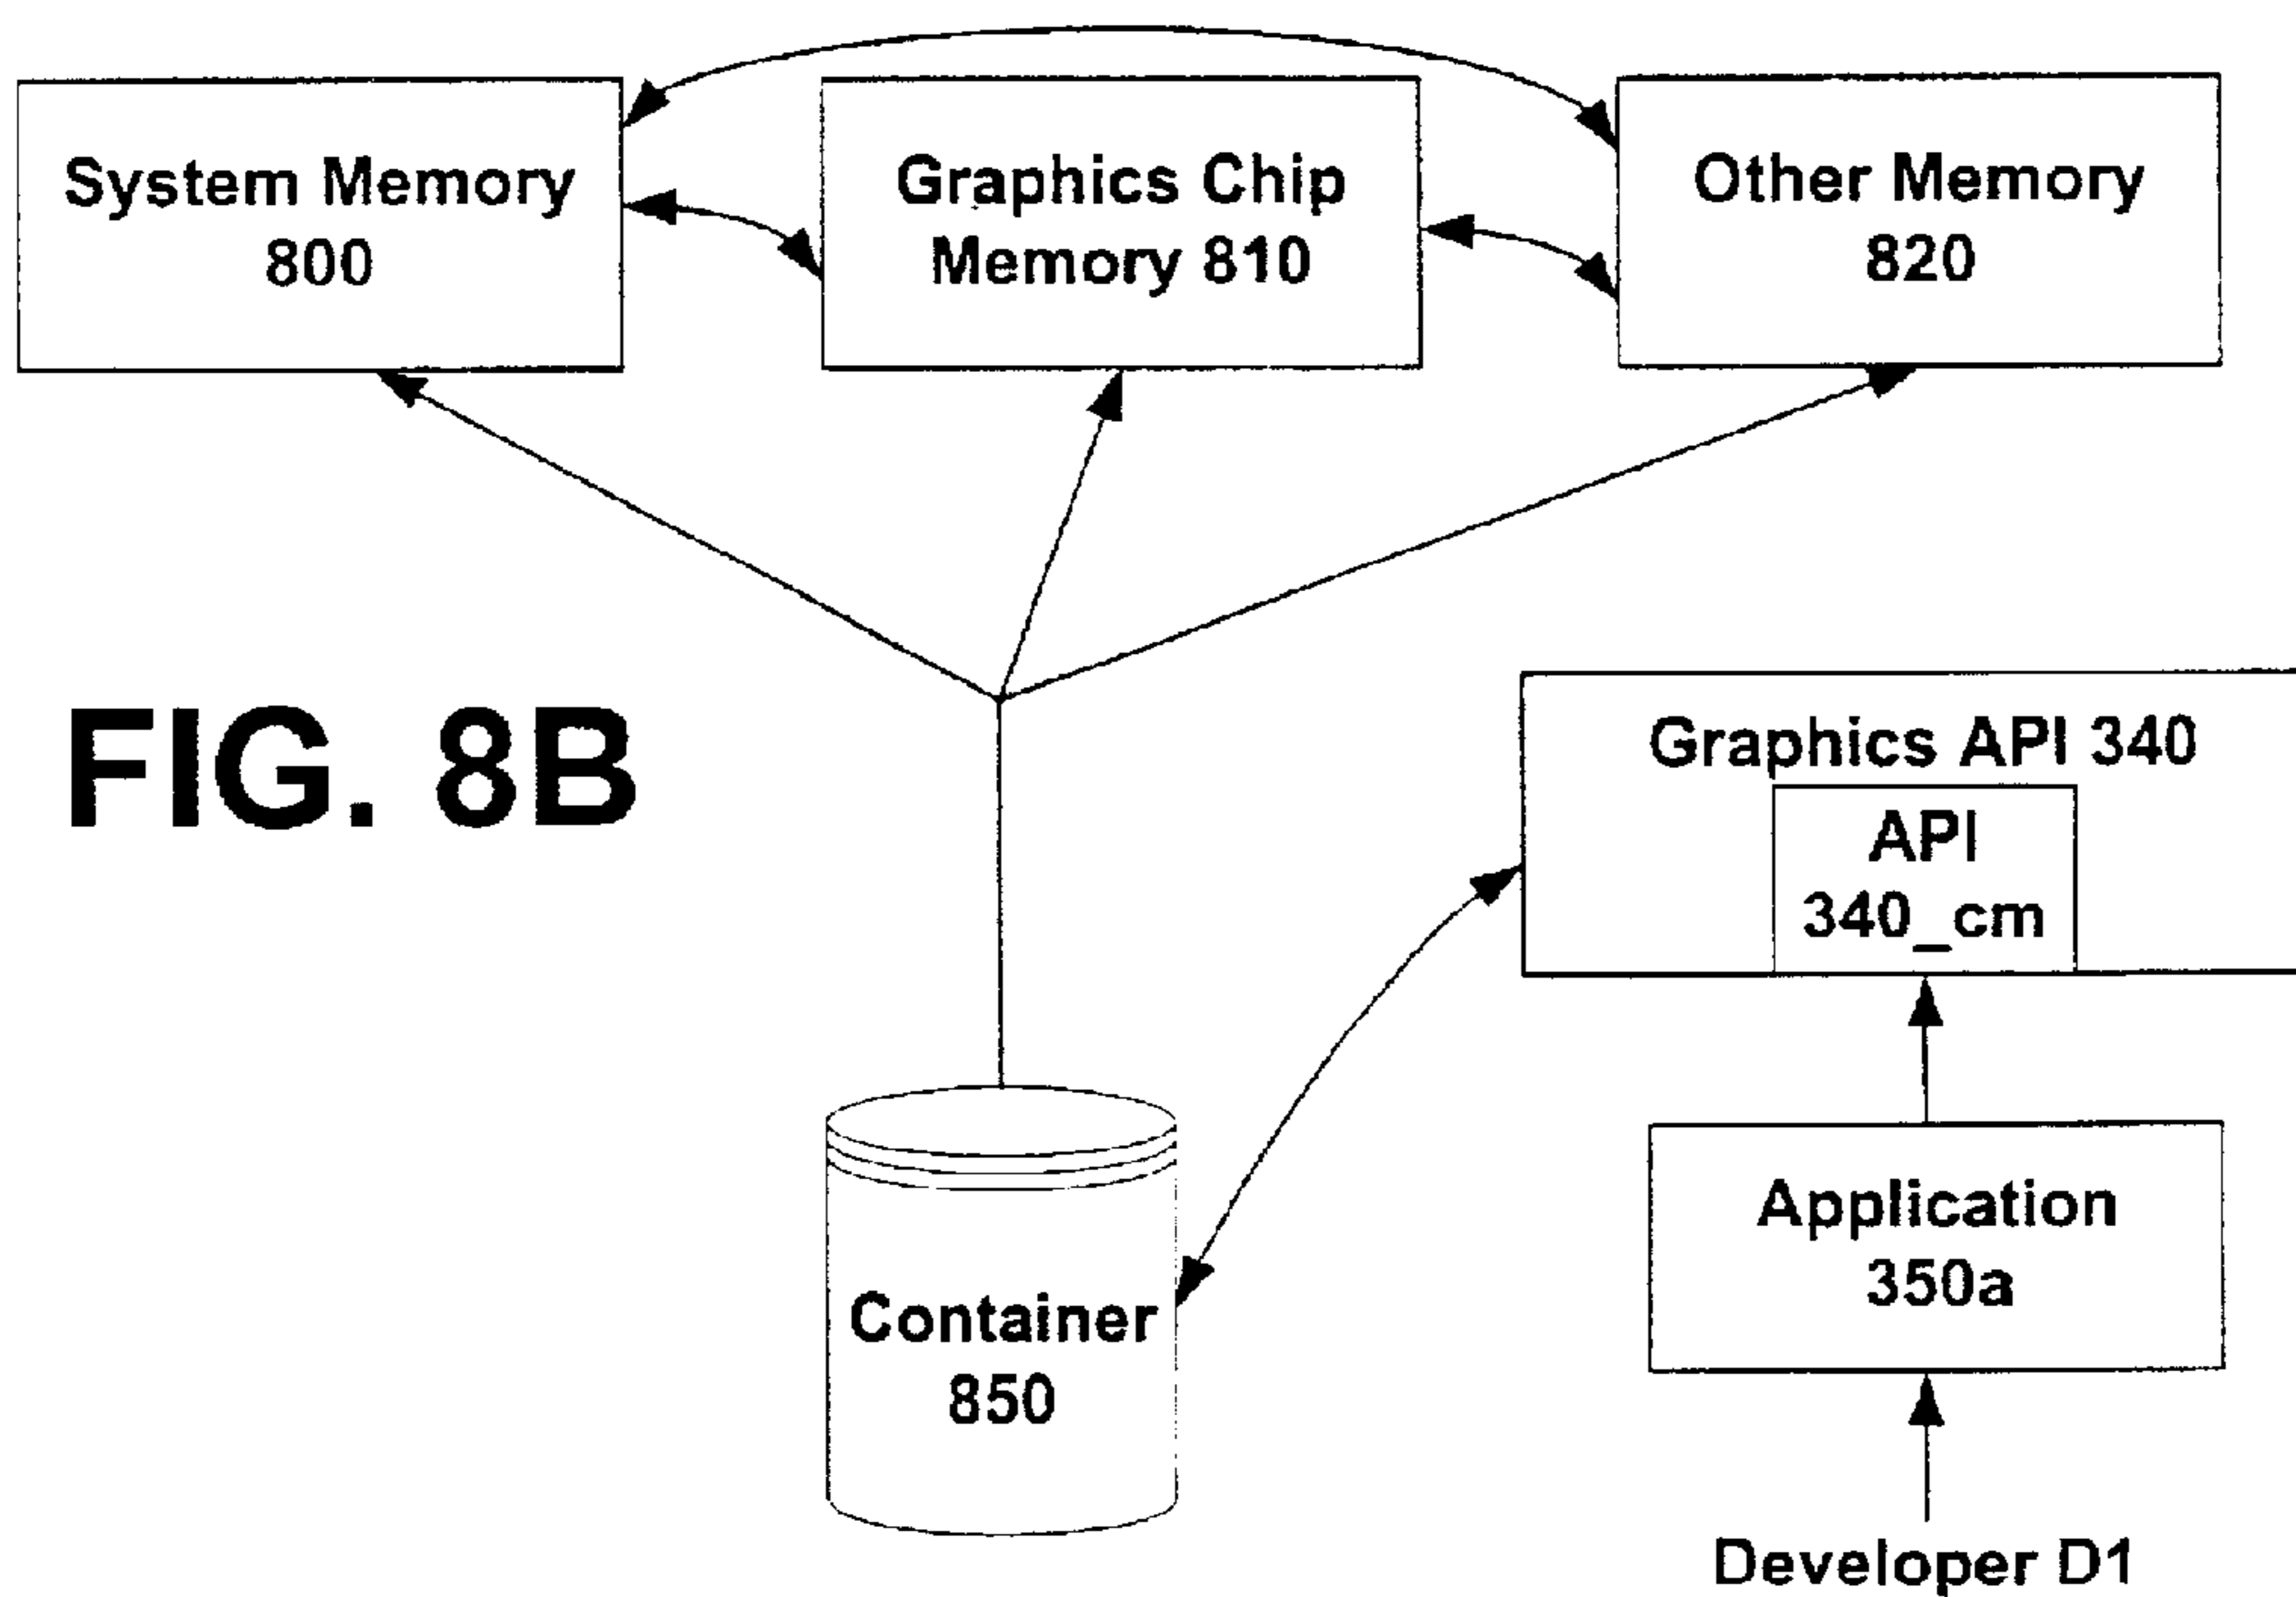 System Memory
800
Graphics Chip
Memory 810
Other Memory
820
FIG. 8B
Graphics API 340
API
340_cm
Application
350a
Container
850
Developer D1